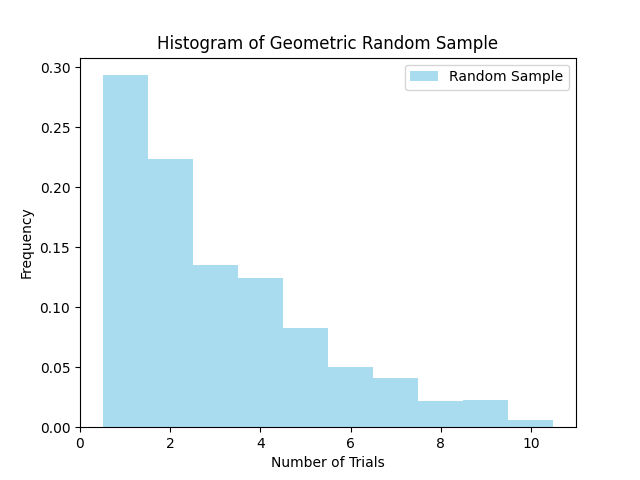 Histogram of Geometric Random Sample
Random Sample
0.30
0.25
0.20
0.15
0.10
0.05
0.00
Frequency
0 2 4 6 8 10
Number of Trials